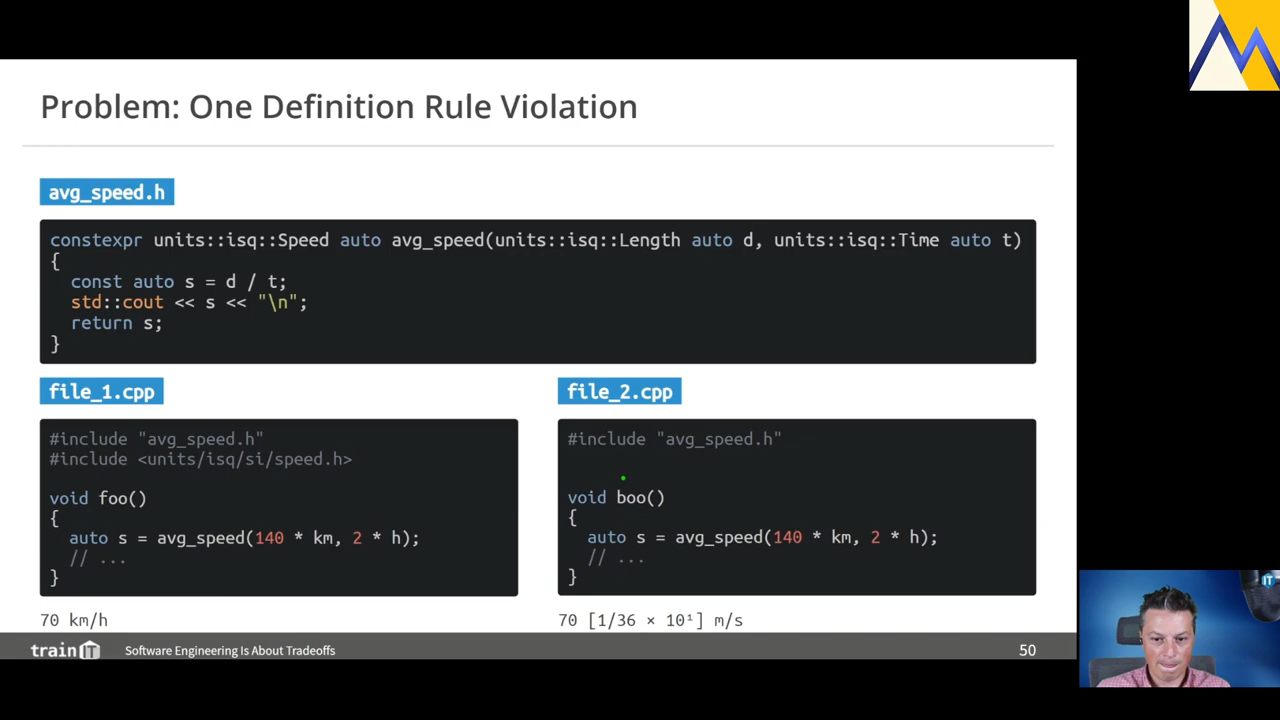 Problem: One Definition Rule Violation
avg_speed.h
constexpr units::isq::Speed auto avg_speed(units::isq::Length auto d, units::isq::Time auto t)
{
  const auto s = d / t;
  std::cout << s << "\n";
  return s;
}
file_1.cpp
#include "avg_speed.h"
#include <units/isq/si/speed.h>
void foo()
{
  auto s = avg_speed(140 * km, 2 * h);
  // ...
}
70 km/h
file_2.cpp
#include "avg_speed.h"
void boo()
{
  auto s = avg_speed(140 * km, 2 * h);
  // ...
}
70 [1/36 × 10¹] m/s
train IT
Software Engineering Is About Tradeoffs
50
IT